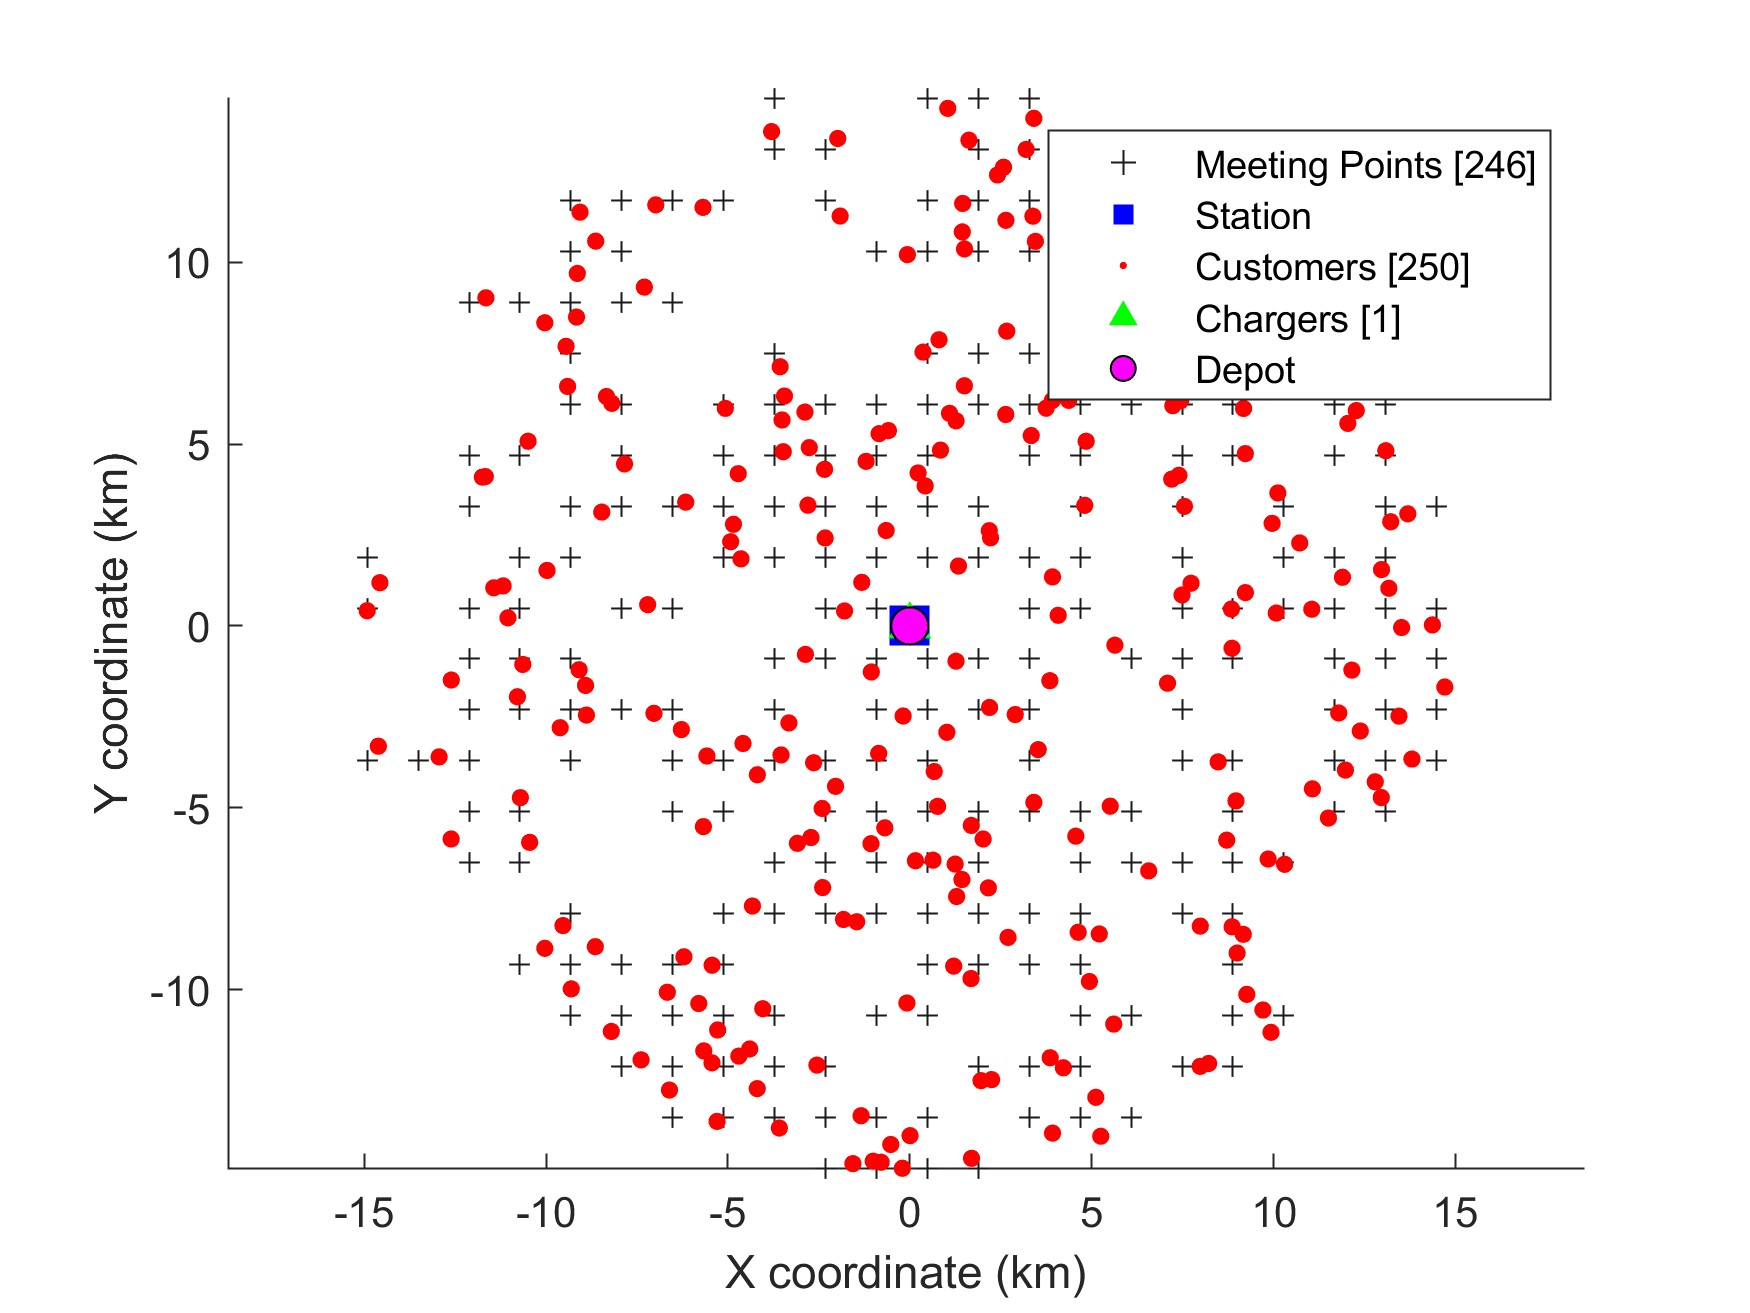 Meeting Points [246]
Station
Customers [250]
Chargers [1]
Depot
10
5
0
-5
-10
Y coordinate (km)
-15
-10
-5
0
5
10
15
X coordinate (km)